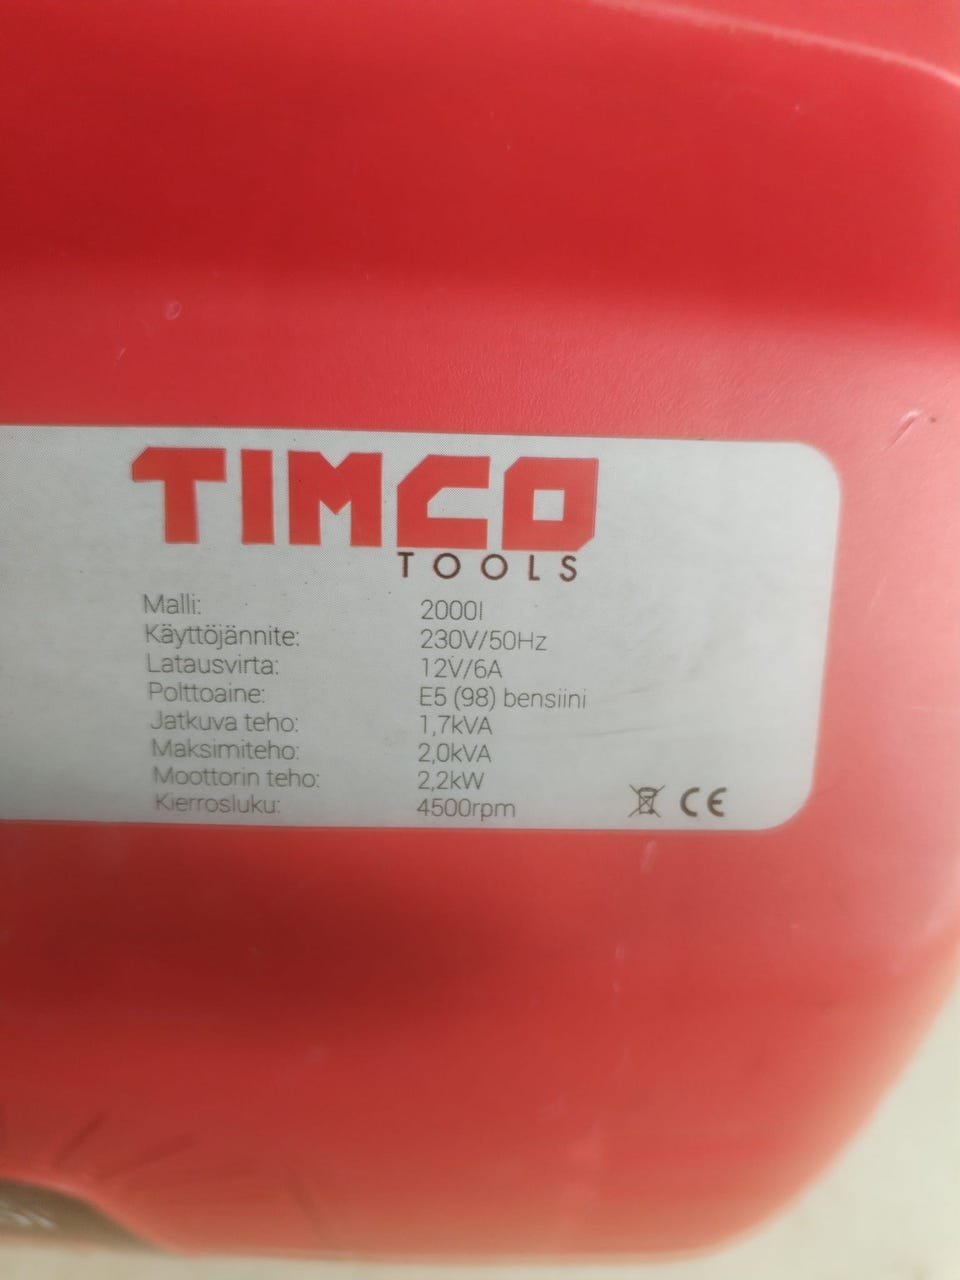 TIMCO
TOOLS
Malli: 2000I
Käyttöjännite: 230V/50Hz
Latausvirta: 12V/6A
Polttoaine: E5 (98) bensiini
Jatkuva teho: 1,7kVA
Maksimiteho: 2,0kVA
Moottorin teho: 2,2kW
Kierrosluku: 4500rpm
CE